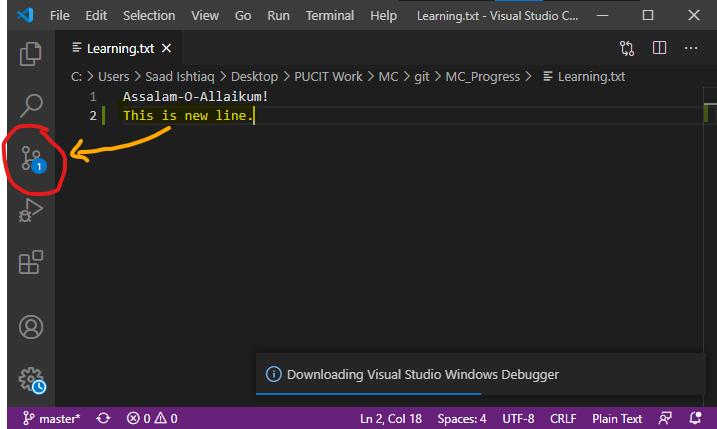 File Edit Selection View Go Run Terminal Help Learning.txt - Visual Studio C...
Learning.txt
C: > Users > Saad Ishtiaq > Desktop > PUCIT Work > MC > git > MC_Progress > Learning.txt
1 Assalam-O-Allaikum!
2 This is new line.
1
Downloading Visual Studio Windows Debugger
master* 0 0 Ln 2, Col 18 Spaces: 4 UTF-8 CRLF Plain Text